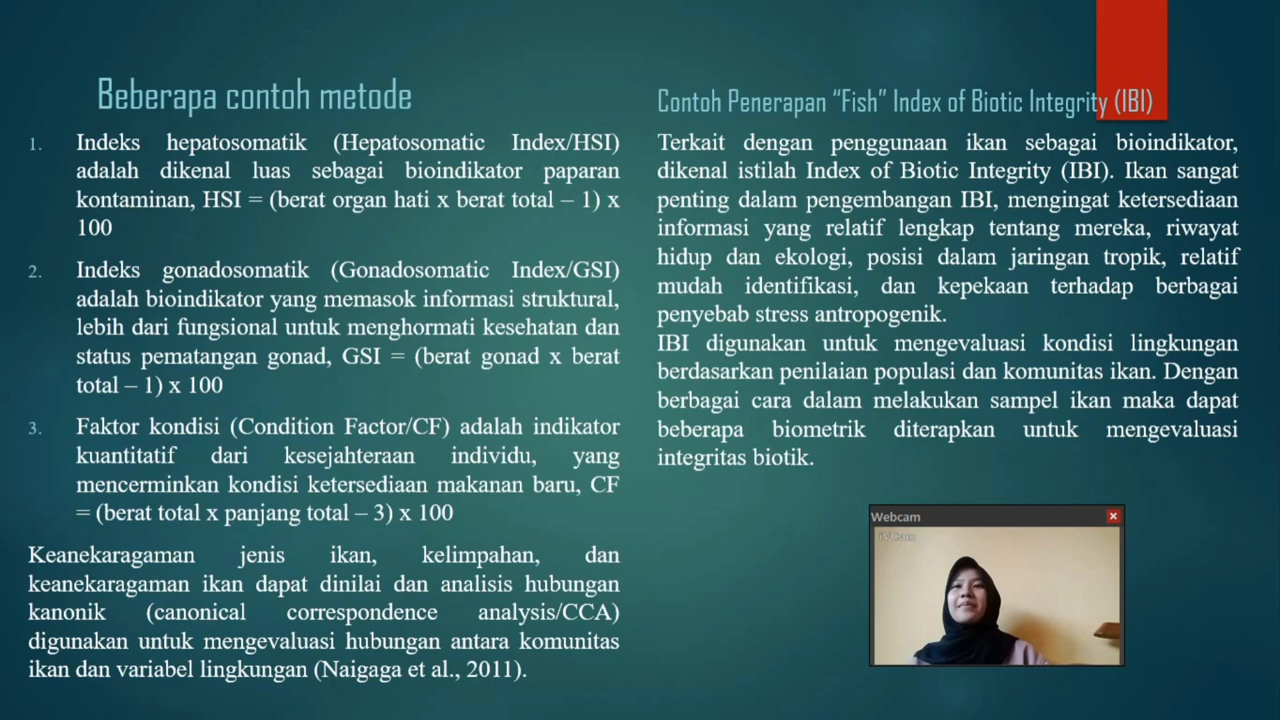 Beberapa contoh metode
1. Indeks hepatosomatik (Hepatosomatic Index/HSI)
adalah dikenal luas sebagai bioindikator paparan
kontaminan, HSI = (berat organ hati x berat total – 1) x
100
2. Indeks gonadosomatik (Gonadosomatic Index/GSI)
adalah bioindikator yang memasok informasi struktural,
lebih dari fungsional untuk menghormati kesehatan dan
status pematangan gonad, GSI = (berat gonad x berat
total – 1) x 100
3. Faktor kondisi (Condition Factor/CF) adalah indikator
kuantitatif dari kesejahteraan individu, yang
mencerminkan kondisi ketersediaan makanan baru, CF
= (berat total x panjang total – 3) x 100
Keanekaragaman jenis ikan, kelimpahan, dan
keanekaragaman ikan dapat dinilai dan analisis hubungan
kanonik (canonical correspondence analysis/CCA)
digunakan untuk mengevaluasi hubungan antara komunitas
ikan dan variabel lingkungan (Naigaga et al., 2011).
Contoh Penerapan “Fish” Index of Biotic Integrity (IBI)
Terkait dengan penggunaan ikan sebagai bioindikator,
dikenal istilah Index of Biotic Integrity (IBI). Ikan sangat
penting dalam pengembangan IBI, mengingat ketersediaan
informasi yang relatif lengkap tentang mereka, riwayat
hidup dan ekologi, posisi dalam jaringan tropik, relatif
mudah identifikasi, dan kepekaan terhadap berbagai
penyebab stress antropogenik.
IBI digunakan untuk mengevaluasi kondisi lingkungan
berdasarkan penilaian populasi dan komunitas ikan. Dengan
berbagai cara dalam melakukan sampel ikan maka dapat
beberapa biometrik diterapkan untuk mengevaluasi
integritas biotik.
Webcam
iVCam